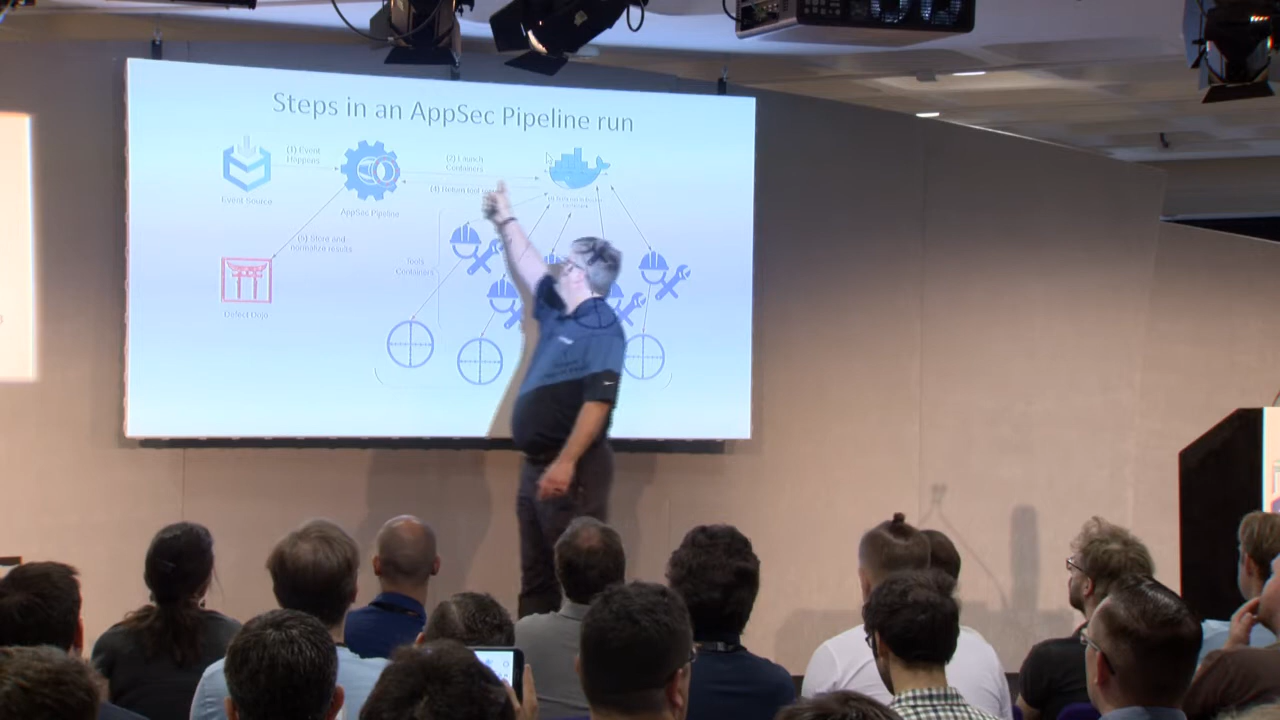 Steps in an AppSec Pipeline run
(1) Event
Happens
(2) Launch
Containers
(4) Return tool
Event Source
AppSec Pipeline
(5) Store and
normalize results
Tools
Containers
Defect Dojo